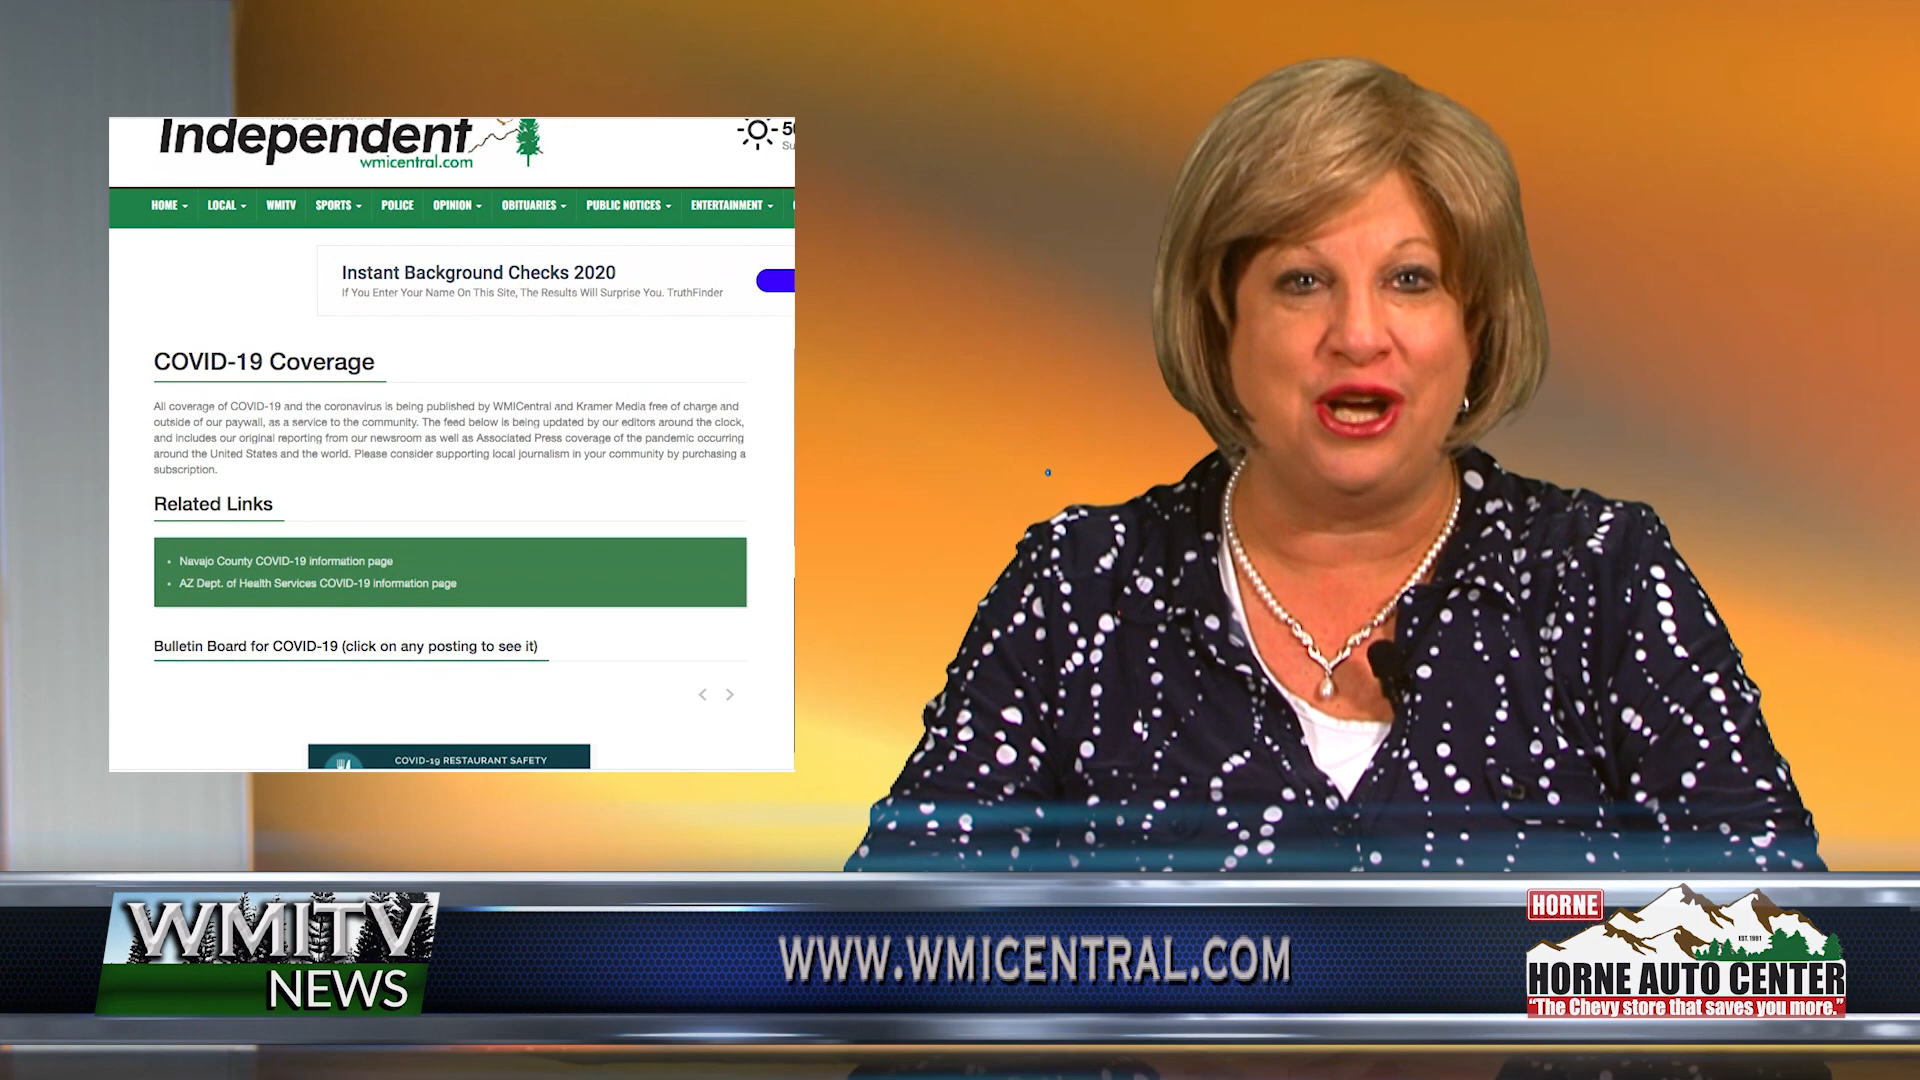 Independent
wmicentral.com
HOME LOCAL WMITV SPORTS POLICE OPINION OBITUARIES PUBLIC NOTICES ENTERTAINMENT
Instant Background Checks 2020
If You Enter Your Name On This Site, The Results Will Surprise You. TruthFinder
COVID-19 Coverage
All coverage of COVID-19 and the coronavirus is being published by WMICentral and Kramer Media free of charge and
outside of our paywall, as a service to the community. The feed below is being updated by our editors around the clock,
and includes our original reporting from our newsroom as well as Associated Press coverage of the pandemic occurring
around the United States and the world. Please consider supporting local journalism in your community by purchasing a
subscription.
Related Links
• Navajo County COVID-19 information page
• AZ Dept. of Health Services COVID-19 information page
Bulletin Board for COVID-19 (click on any posting to see it)
COVID-19 RESTAURANT SAFETY
WMITV
NEWS
WWW.WMICENTRAL.COM
HORNE
EST. 1991
HORNE AUTO CENTER
"The Chevy store that saves you more."